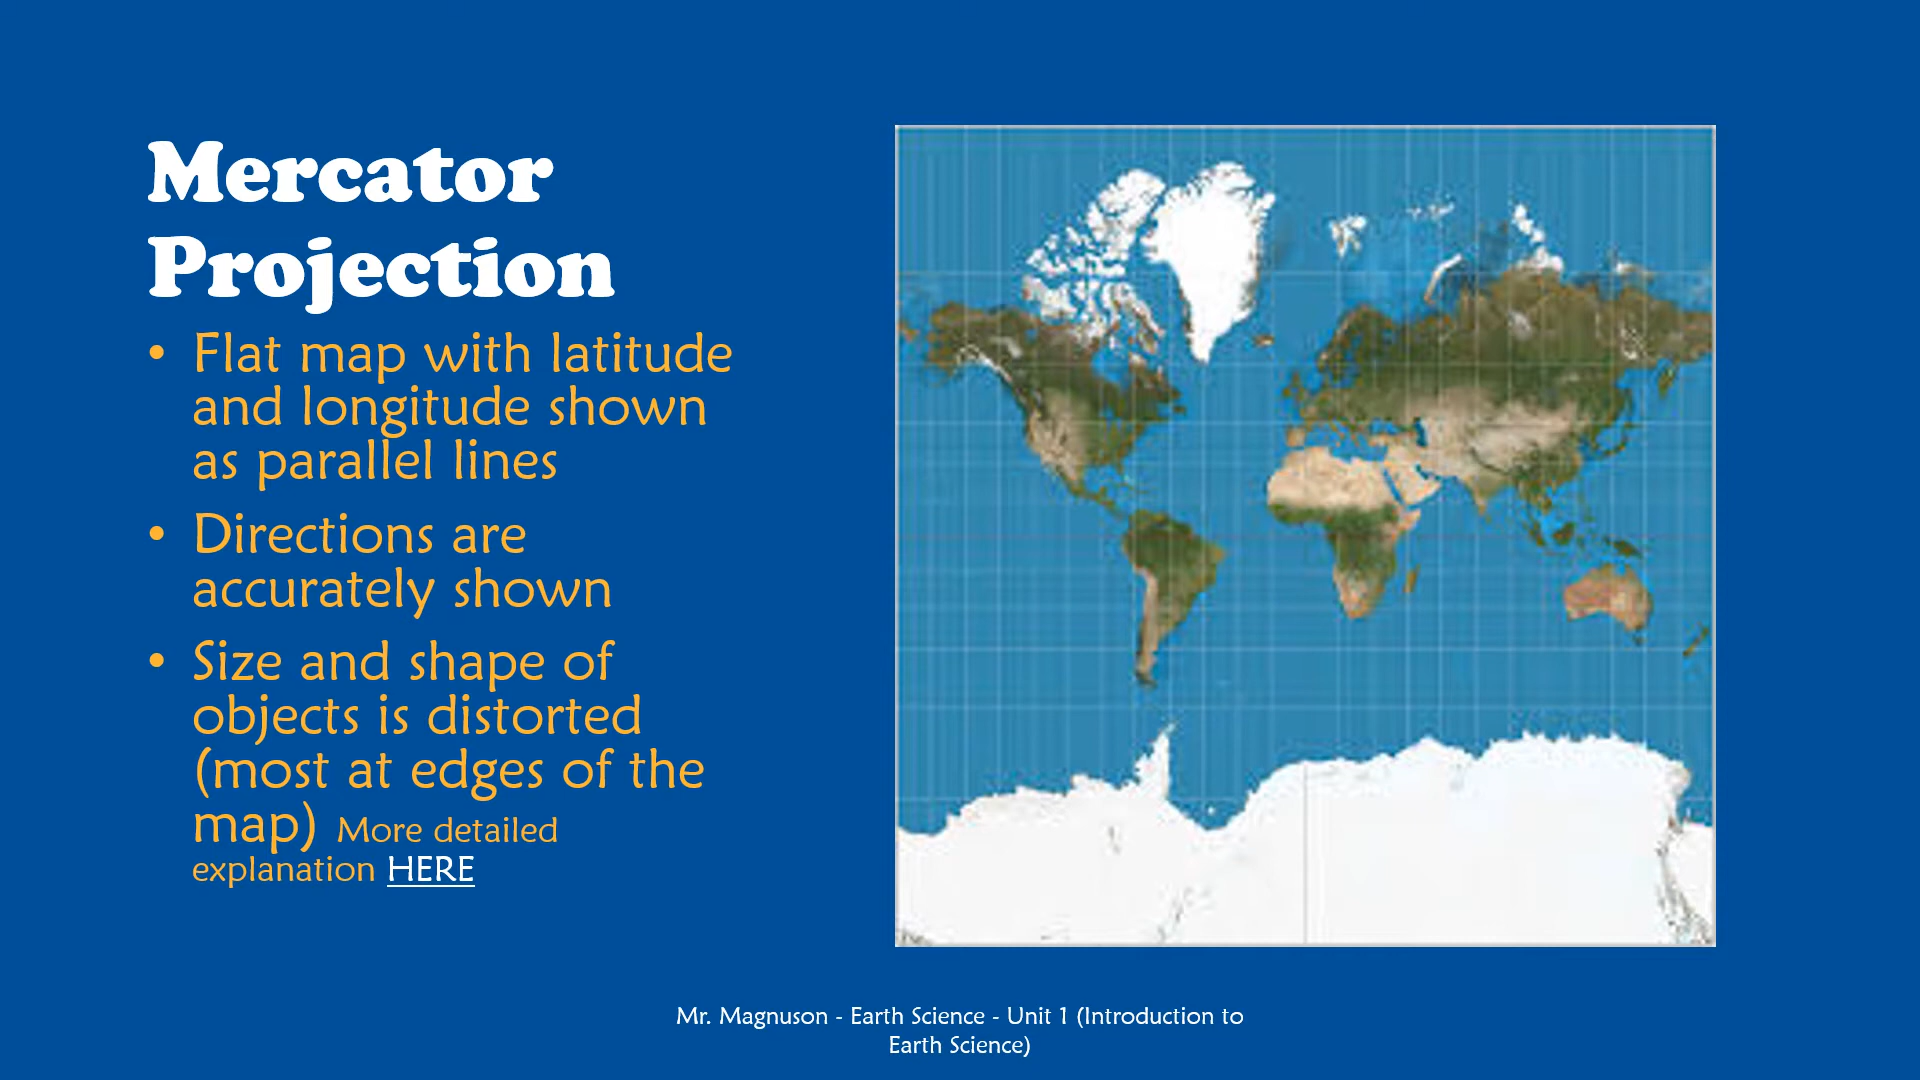 Mercator
Projection
• Flat map with latitude
and longitude shown
as parallel lines
• Directions are
accurately shown
• Size and shape of
objects is distorted
(most at edges of the
map) More detailed
explanation HERE
Mr. Magnuson - Earth Science - Unit 1 (Introduction to
Earth Science)